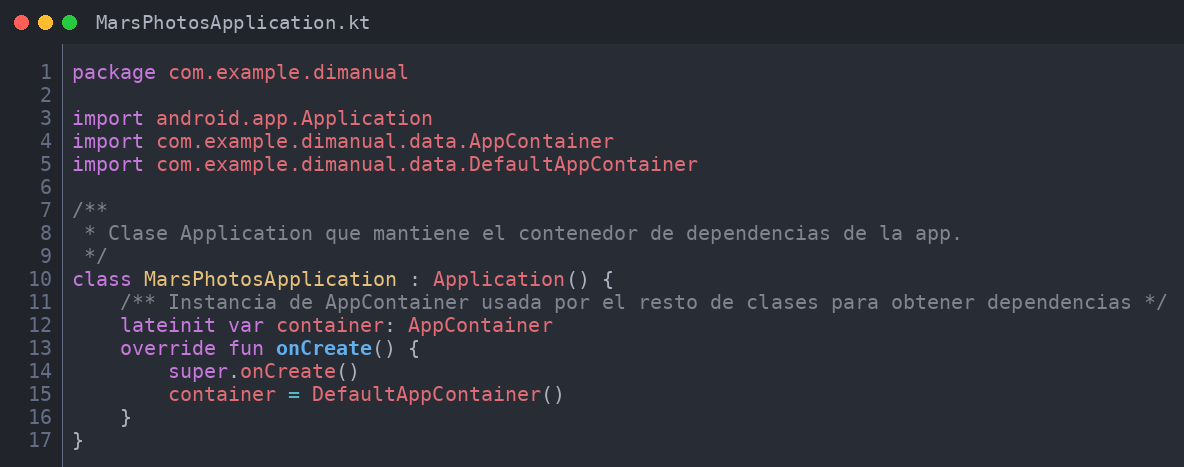 MarsPhotosApplication.kt
1 package com.example.dimanual
2
3 import android.app.Application
4 import com.example.dimanual.data.AppContainer
5 import com.example.dimanual.data.DefaultAppContainer
6
7 /**
8  * Clase Application que mantiene el contenedor de dependencias de la app.
9  */
10 class MarsPhotosApplication : Application() {
11     /** Instancia de AppContainer usada por el resto de clases para obtener dependencias */
12     lateinit var container: AppContainer
13     override fun onCreate() {
14         super.onCreate()
15         container = DefaultAppContainer()
16     }
17 }